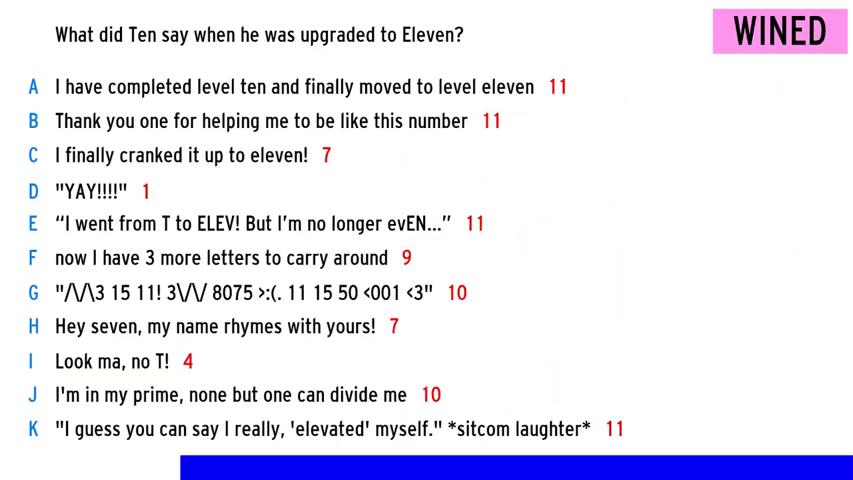 What did Ten say when he was upgraded to Eleven?
WINED
A I have completed level ten and finally moved to level eleven 11
B Thank you one for helping me to be like this number 11
C I finally cranked it up to eleven! 7
D "YAY!!!!" 1
E “I went from T to ELEV! But I’m no longer evEN...” 11
F now I have 3 more letters to carry around 9
G "/\/\3 15 11! 3\/\/ 8075 >:(. 11 15 50 <001 <3" 10
H Hey seven, my name rhymes with yours! 7
I Look ma, no T! 4
J I'm in my prime, none but one can divide me 10
K "I guess you can say I really, 'elevated' myself." *sitcom laughter* 11